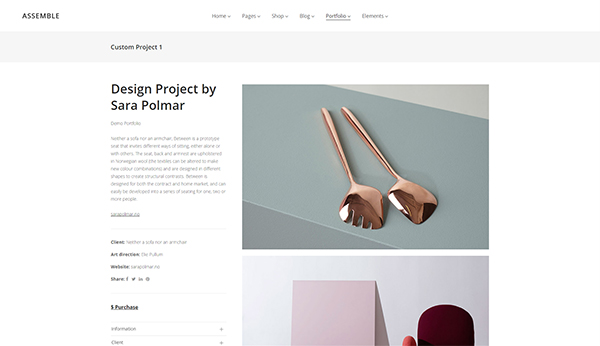 ASSEMBLE
Home Pages Shop Blog Portfolio Elements
Custom Project 1
Design Project by
Sara Polmar
Demo Portfolio
Neither a sofa nor an armchair, Between is a prototype
seat that invites different ways of sitting, either alone or
with others. The seat, back and armrest are upholstered
in Norwegian wool (the textiles can be altered to make
new colour combinations) and are designed in different
shapes to create structural contrasts. Between is
designed for both the contract and home market, and can
easily be developed into a series of seating for one, two or
more people.
sarapolmar.no
Client: Neither a sofa nor an armchair
Art direction: Dio Pullum
Website: sarapolmar.no
Share:
$ Purchase
Information +
Client +